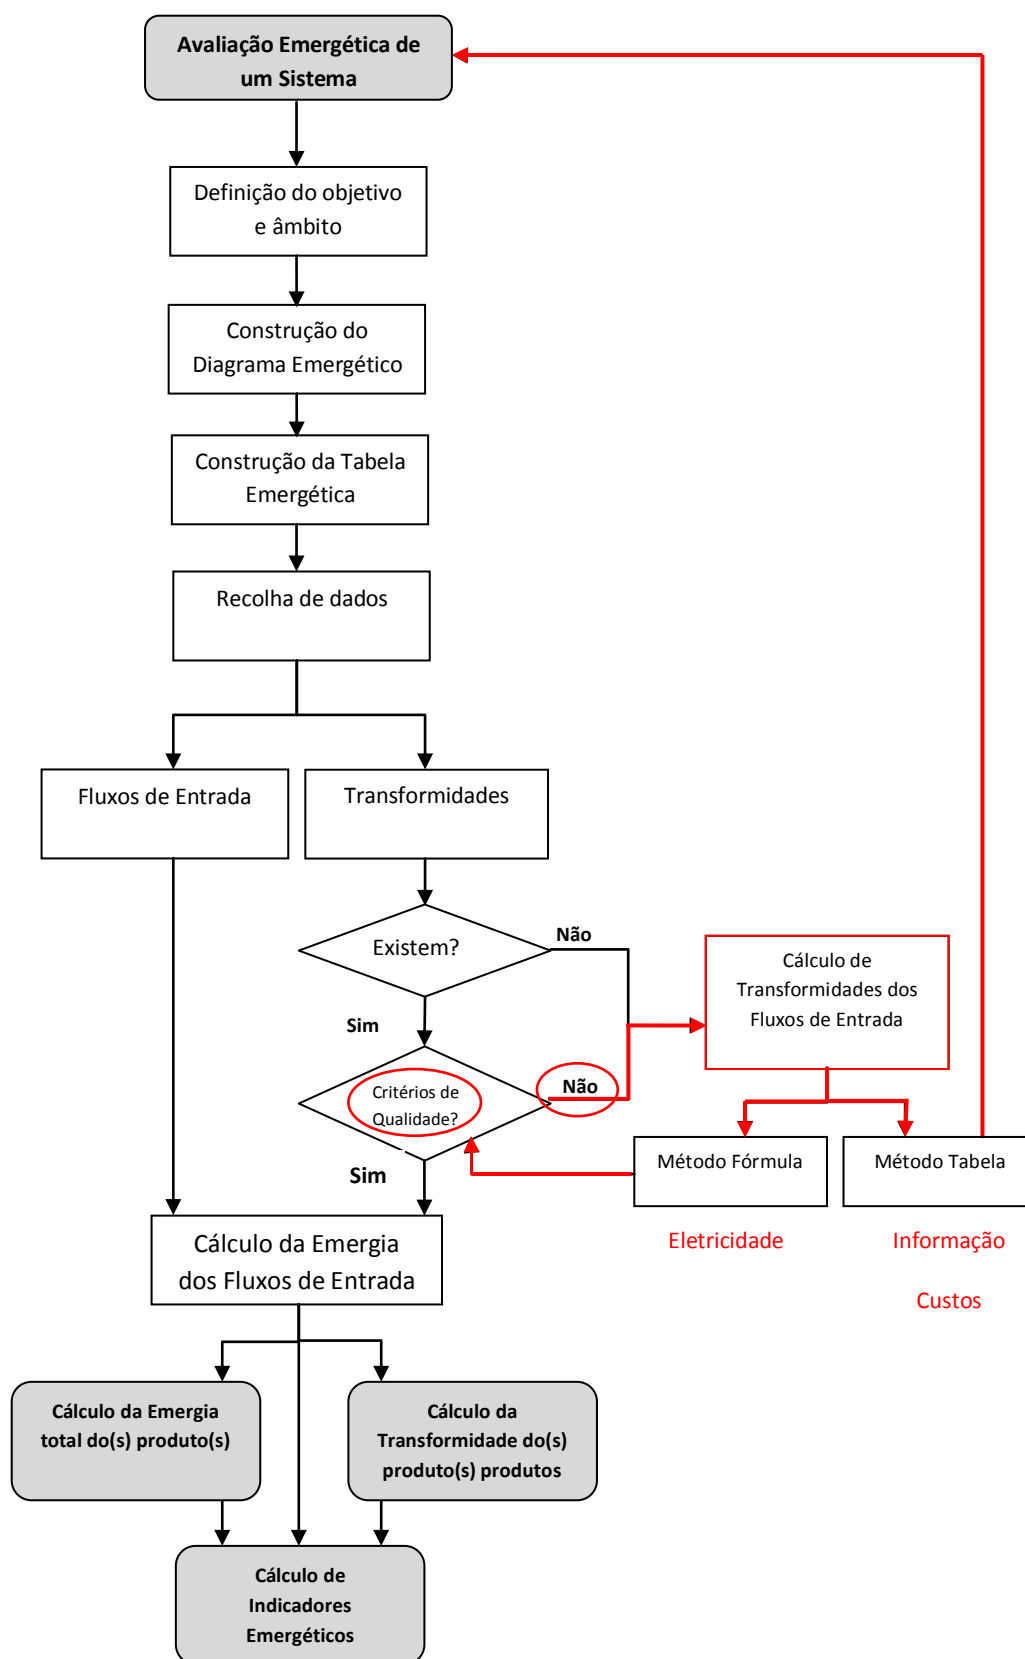 Avaliação Emergética de
um Sistema
Definição do objetivo
e âmbito
Construção do
Diagrama Emergético
Construção da Tabela
Emergética
Recolha de dados
Fluxos de Entrada
Transformidades
Existem?
Não
Sim
Cálculo de
Transformidades dos
Fluxos de Entrada
Critérios de
Qualidade?
Não
Sim
Método Fórmula
Método Tabela
Eletricidade
Informação
Custos
Cálculo da Emergia
dos Fluxos de Entrada
Cálculo da Emergia
total do(s) produto(s)
Cálculo da
Transformidade do(s)
produto(s) produtos
Cálculo de
Indicadores
Emergéticos